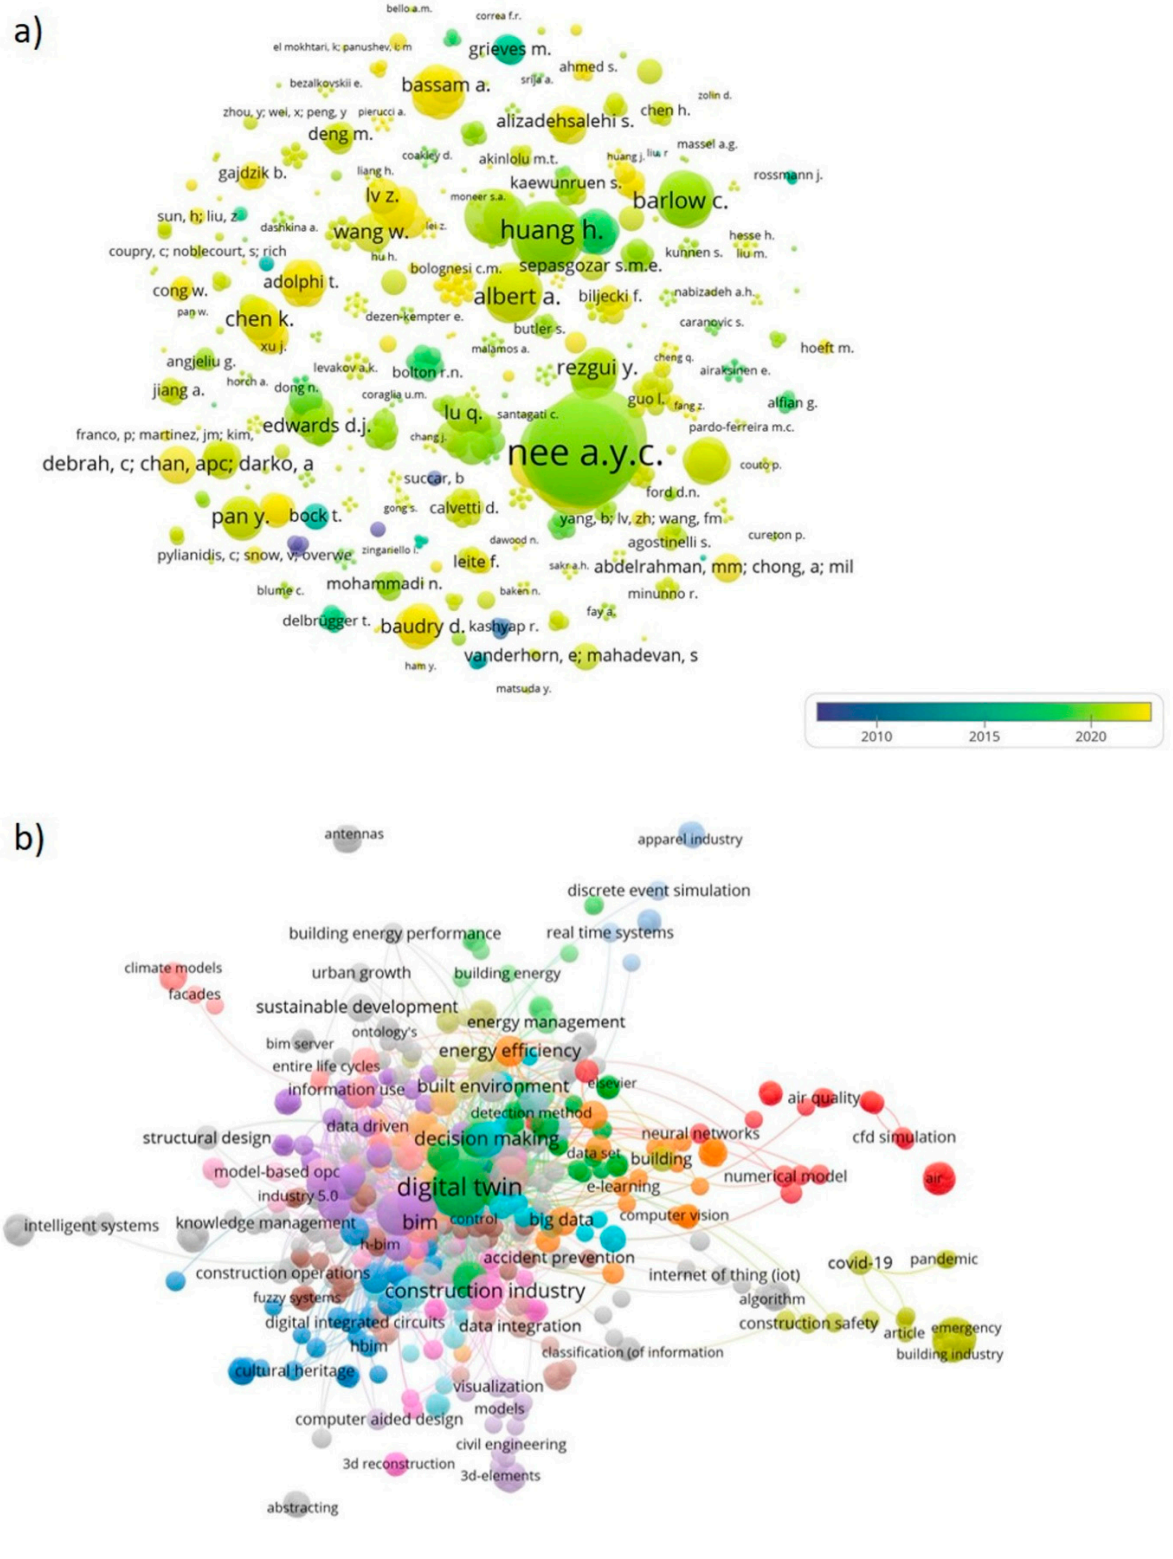 a)
bello a.m.
correa f.r.
el mokhtari, k; panushev, i; m
grieves m.
ahmed s.
srija a.
bezalkovskii e.
bassam a.
zolin d.
zhou, y; wei, x; peng, y
pierucci a.
alizadehsalehi s.
chen h.
deng m.
massel a.g.
coakley d.
akinlolu m.t.
huang j.
liu, r
gajdzik b.
liang h.
kaewunruen s.
rossmann j.
lv z.
moneer s.a.
barlow c.
sun, h; liu, z
dashkina a.
wang w.
lei z.
huang h.
hesse h.
coupry, c; noblecourt, s; rich
hu h.
bolognesi c.m.
sepasgozar s.m.e.
kunnen s.
liu m.
cong w.
adolphi t.
albert a.
biljecki f.
nabizadeh a.h.
pan w.
chen k.
dezen-kempter e.
butler s.
caranovic s.
xu j.
malamos a.
hoeft m.
angjeliu g.
levakov a.k.
bolton r.n.
rezgui y.
cheng q.
airaksinen e.
jiang a.
horch a.
dong n.
coraglia u.m.
guo l.
fang z.
alfian g.
edwards d.j.
lu q.
santagati c.
pardo-ferreira m.c.
franco, p; martinez, jm; kim,
chang j.
nee a.y.c.
debrah, c; chan, apc; darko, a
couto p.
succar, b
ford d.n.
pan y.
bock t.
gong s.
calvetti d.
yang, b; lv, zh; wang, fm
cureton p.
pylianidis, c; snow, v; overwe
zingariello i.
dawood n.
agostinelli s.
leite f.
sakr a.h.
abdelrahman, mm; chong, a; mil
blume c.
mohammadi n.
baken n.
minunno r.
delbrügger t.
baudry d.
kashyap r.
fay a.
vanderhorn, e; mahadevan, s
ham y.
matsuda y.
2010
2015
2020
b)
antennas
apparel industry
discrete event simulation
building energy performance
real time systems
climate models
urban growth
building energy
facades
sustainable development
energy management
ontology's
bim server
energy efficiency
entire life cycles
information use
built environment
elsevier
air quality
detection method
data driven
neural networks
structural design
decision making
cfd simulation
data set
building
model-based opc
digital twin
e-learning
numerical model
air
industry 5.0
intelligent systems
knowledge management
bim
control
big data
computer vision
h-bim
accident prevention
covid-19
pandemic
construction operations
internet of thing (iot)
fuzzy systems
construction industry
algorithm
digital integrated circuits
data integration
construction safety
article
emergency
hbim
classification (of information
building industry
cultural heritage
visualization
models
computer aided design
civil engineering
3d reconstruction
3d-elements
abstracting